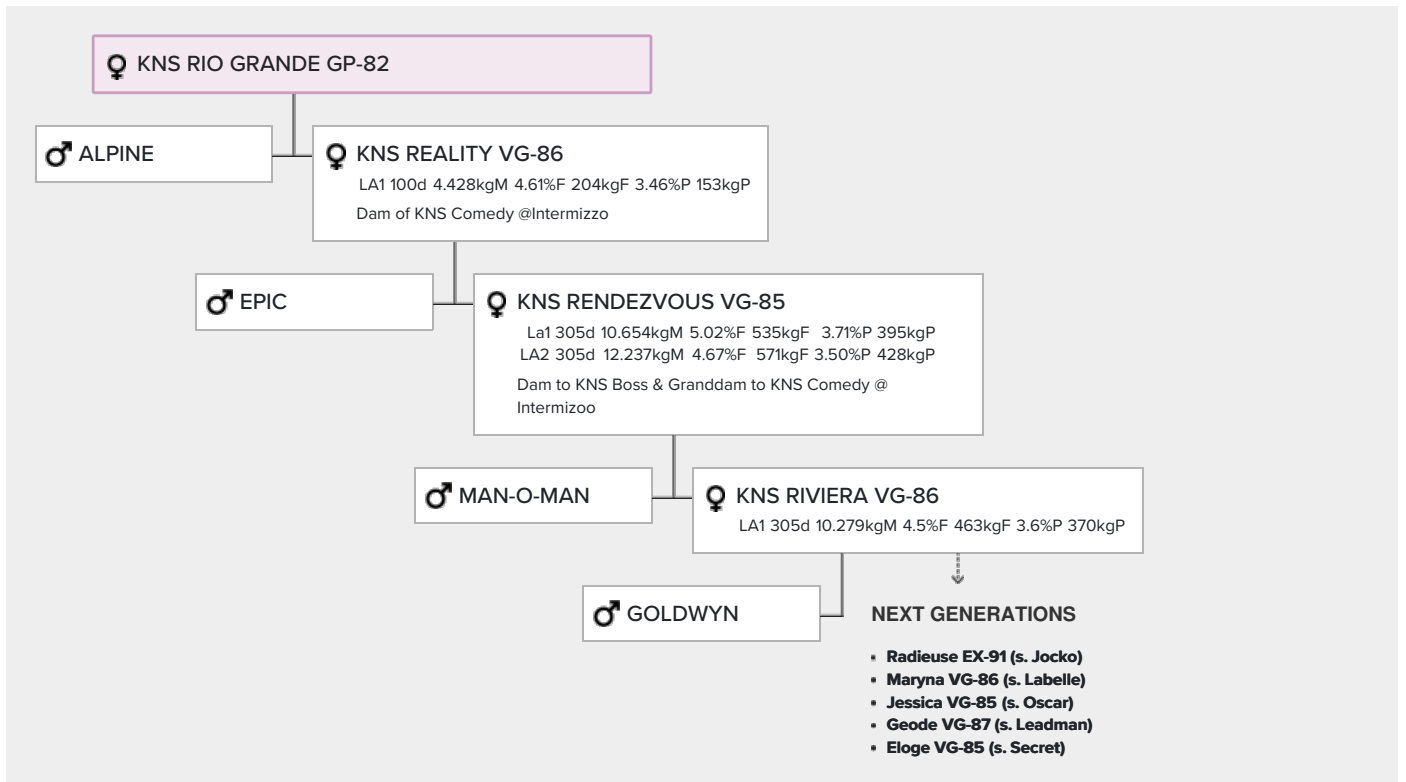 KNS RIO GRANDE GP-82
ALPINE
KNS REALITY VG-86
LA1 100d 4.428kgM 4.61%F 204kgF 3.46%P 153kgP
Dam of KNS Comedy @Intermizzo
EPIC
KNS RENDEZVOUS VG-85
La1 305d 10.654kgM 5.02%F 535kgF 3.71%P 395kgP
LA2 305d 12.237kgM 4.67%F 571kgF 3.50%P 428kgP
Dam to KNS Boss & Granddam to KNS Comedy @
Intermizoo
MAN-O-MAN
KNS RIVIERA VG-86
LA1 305d 10.279kgM 4.5%F 463kgF 3.6%P 370kgP
GOLDWYN
NEXT GENERATIONS
Radieuse EX-91 (s. Jocko)
Maryna VG-86 (s. Labelle)
Jessica VG-85 (s. Oscar)
Geode VG-87 (s. Leadman)
Eloge VG-85 (s. Secret)